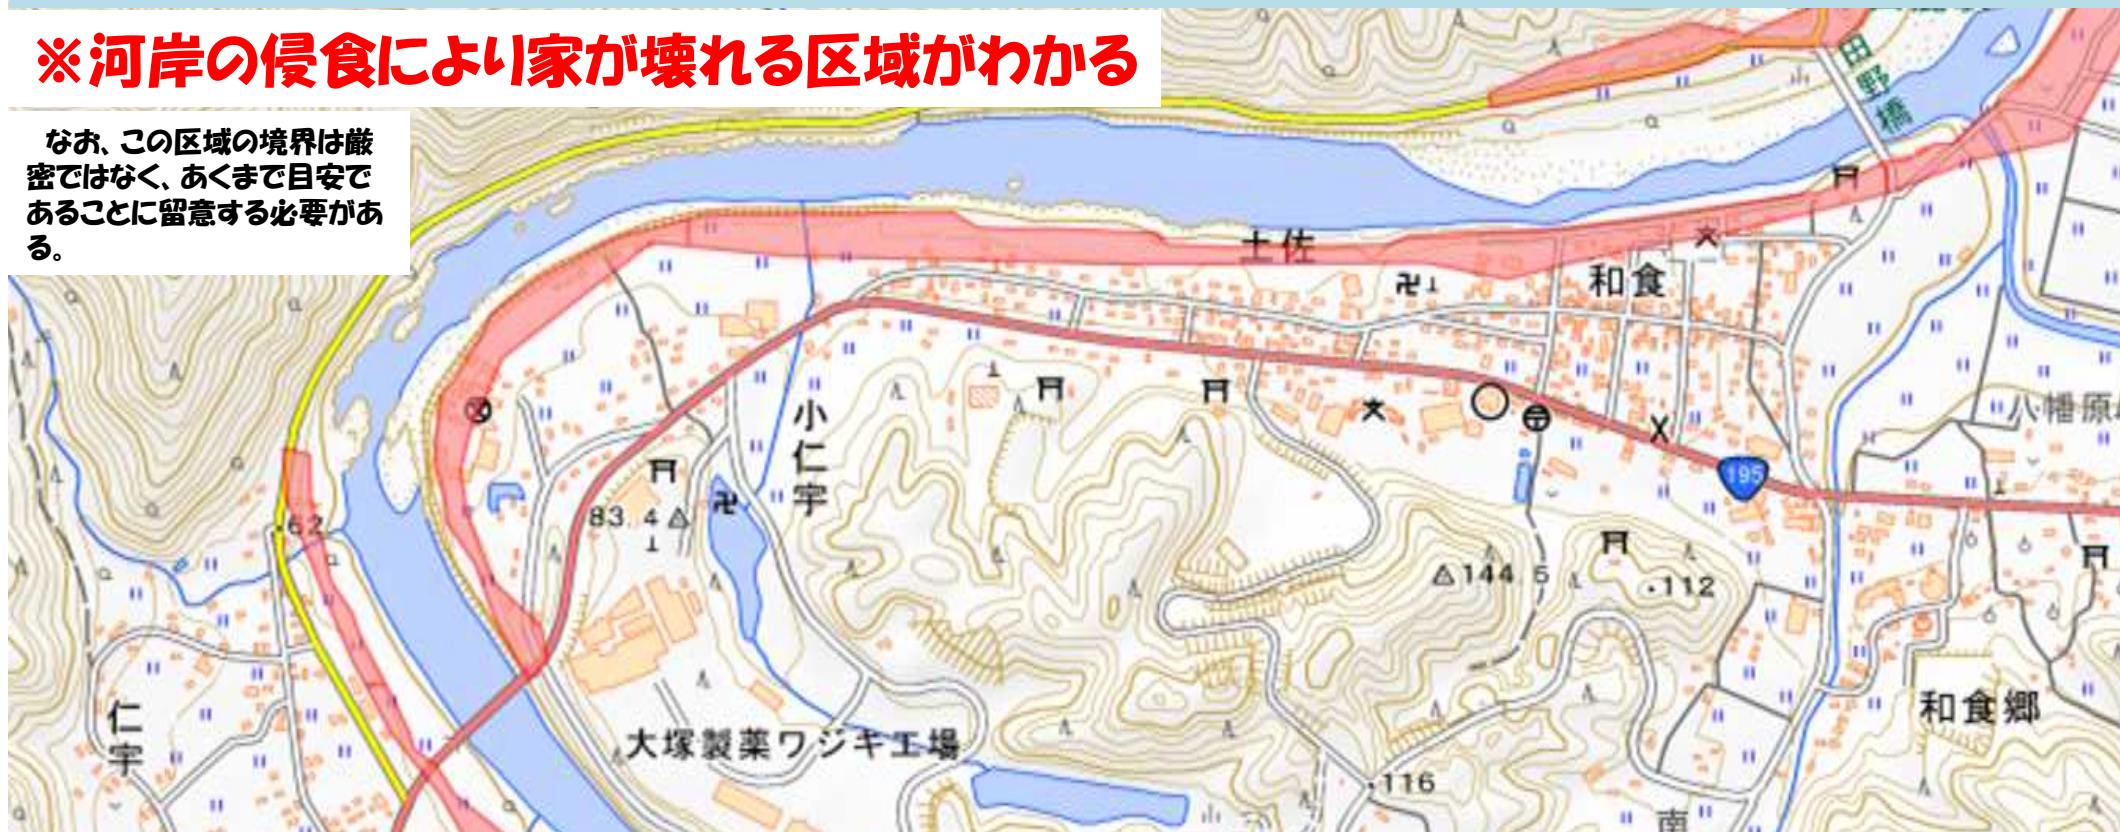 ※河岸の侵食により家が壊れる区域がわかる
なお、この区域の境界は厳
密ではなく、あくまで目安で
あることに留意する必要があ
る。
田野橋
土佐
和食
小仁宇
八幡原
195
62
83.4
144.5
112
仁宇
大塚製薬ワジキ工場
和食郷
116
南